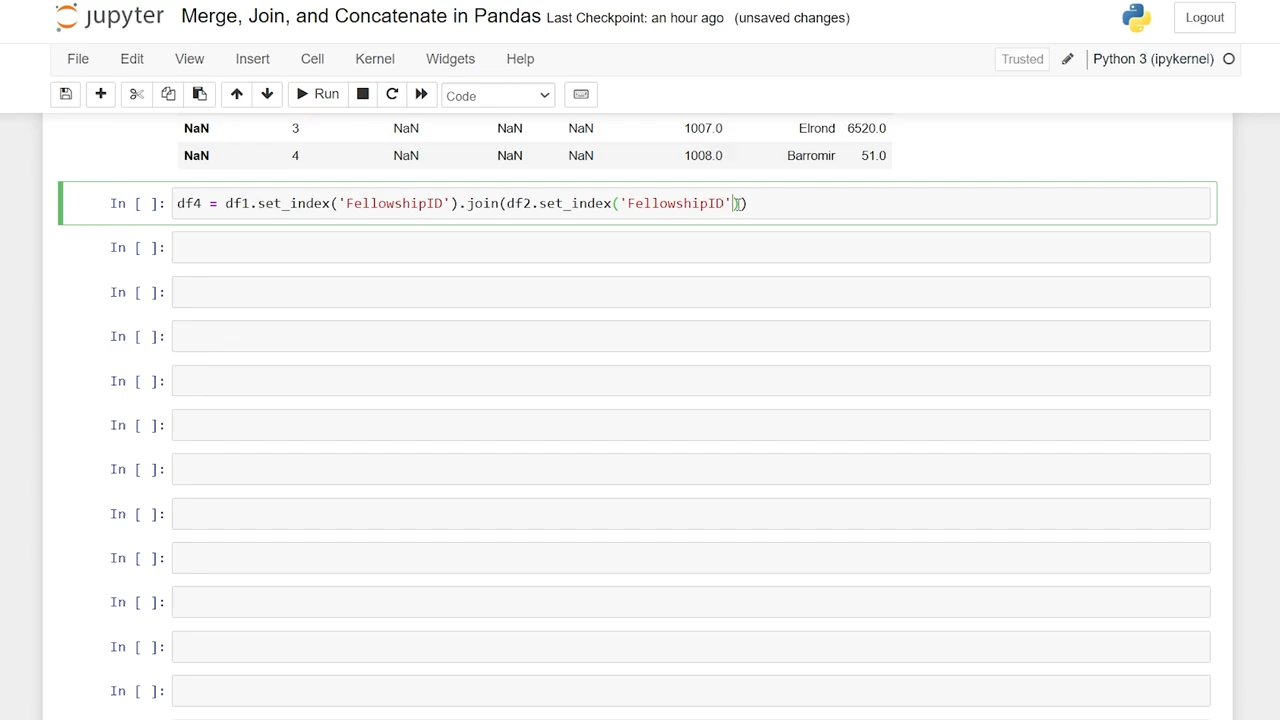 jupyter Merge, Join, and Concatenate in Pandas Last Checkpoint: an hour ago (unsaved changes) Logout
File Edit View Insert Cell Kernel Widgets Help Trusted Python 3 (ipykernel)
Run Code
NaN 3 NaN NaN NaN 1007.0 Elrond 6520.0
NaN 4 NaN NaN NaN 1008.0 Barromir 51.0
In [ ]: df4 = df1.set_index('FellowshipID').join(df2.set_index('FellowshipID'))
In [ ]:
In [ ]:
In [ ]:
In [ ]:
In [ ]:
In [ ]:
In [ ]:
In [ ]:
In [ ]:
In [ ]:
In [ ]: